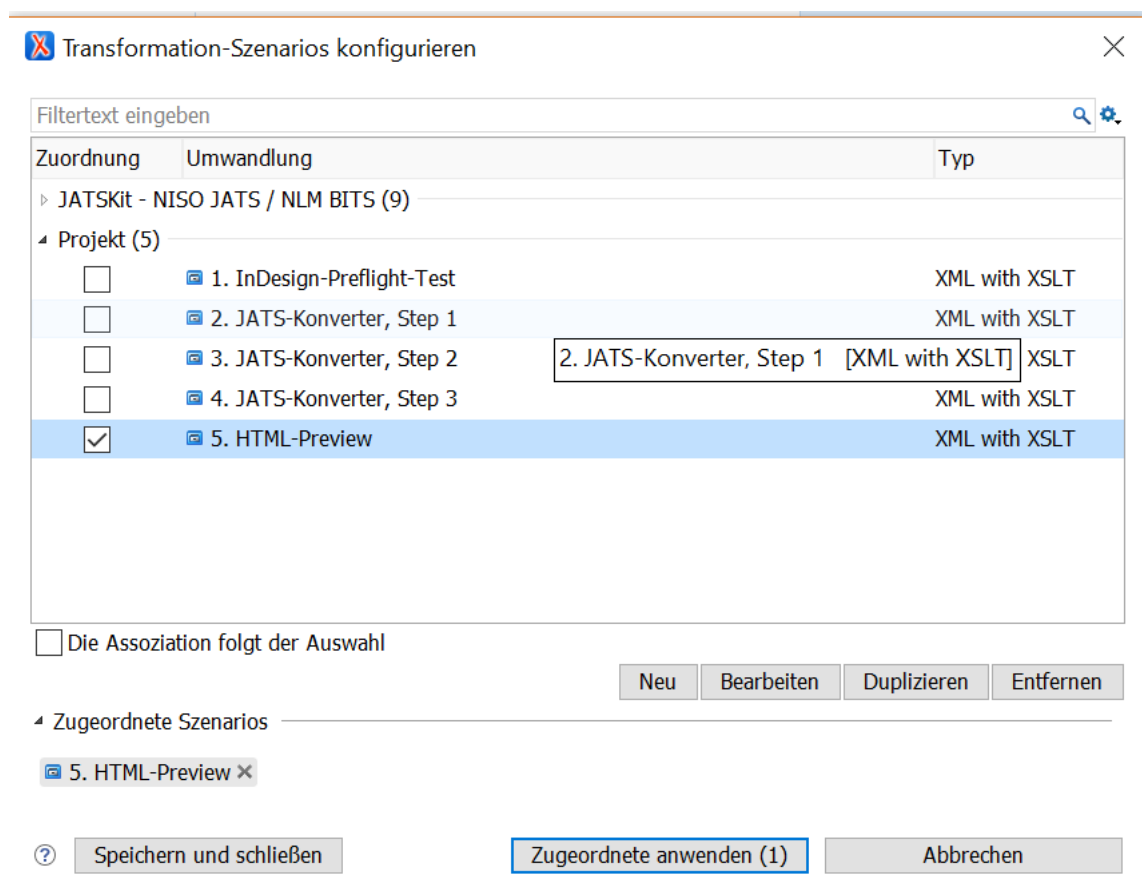 Transformation-Szenarios konfigurieren
Filtertext eingeben
Zuordnung Umwandlung Typ
JATSKit - NISO JATS / NLM BITS (9)
Projekt (5)
1. InDesign-Preflight-Test XML with XSLT
2. JATS-Konverter, Step 1 XML with XSLT
3. JATS-Konverter, Step 2 2. JATS-Konverter, Step 1 [XML with XSLT] XSLT
4. JATS-Konverter, Step 3 XML with XSLT
5. HTML-Preview XML with XSLT
Die Assoziation folgt der Auswahl
Neu Bearbeiten Duplizieren Entfernen
Zugeordnete Szenarios
5. HTML-Preview
Speichern und schließen Zugeordnete anwenden (1) Abbrechen